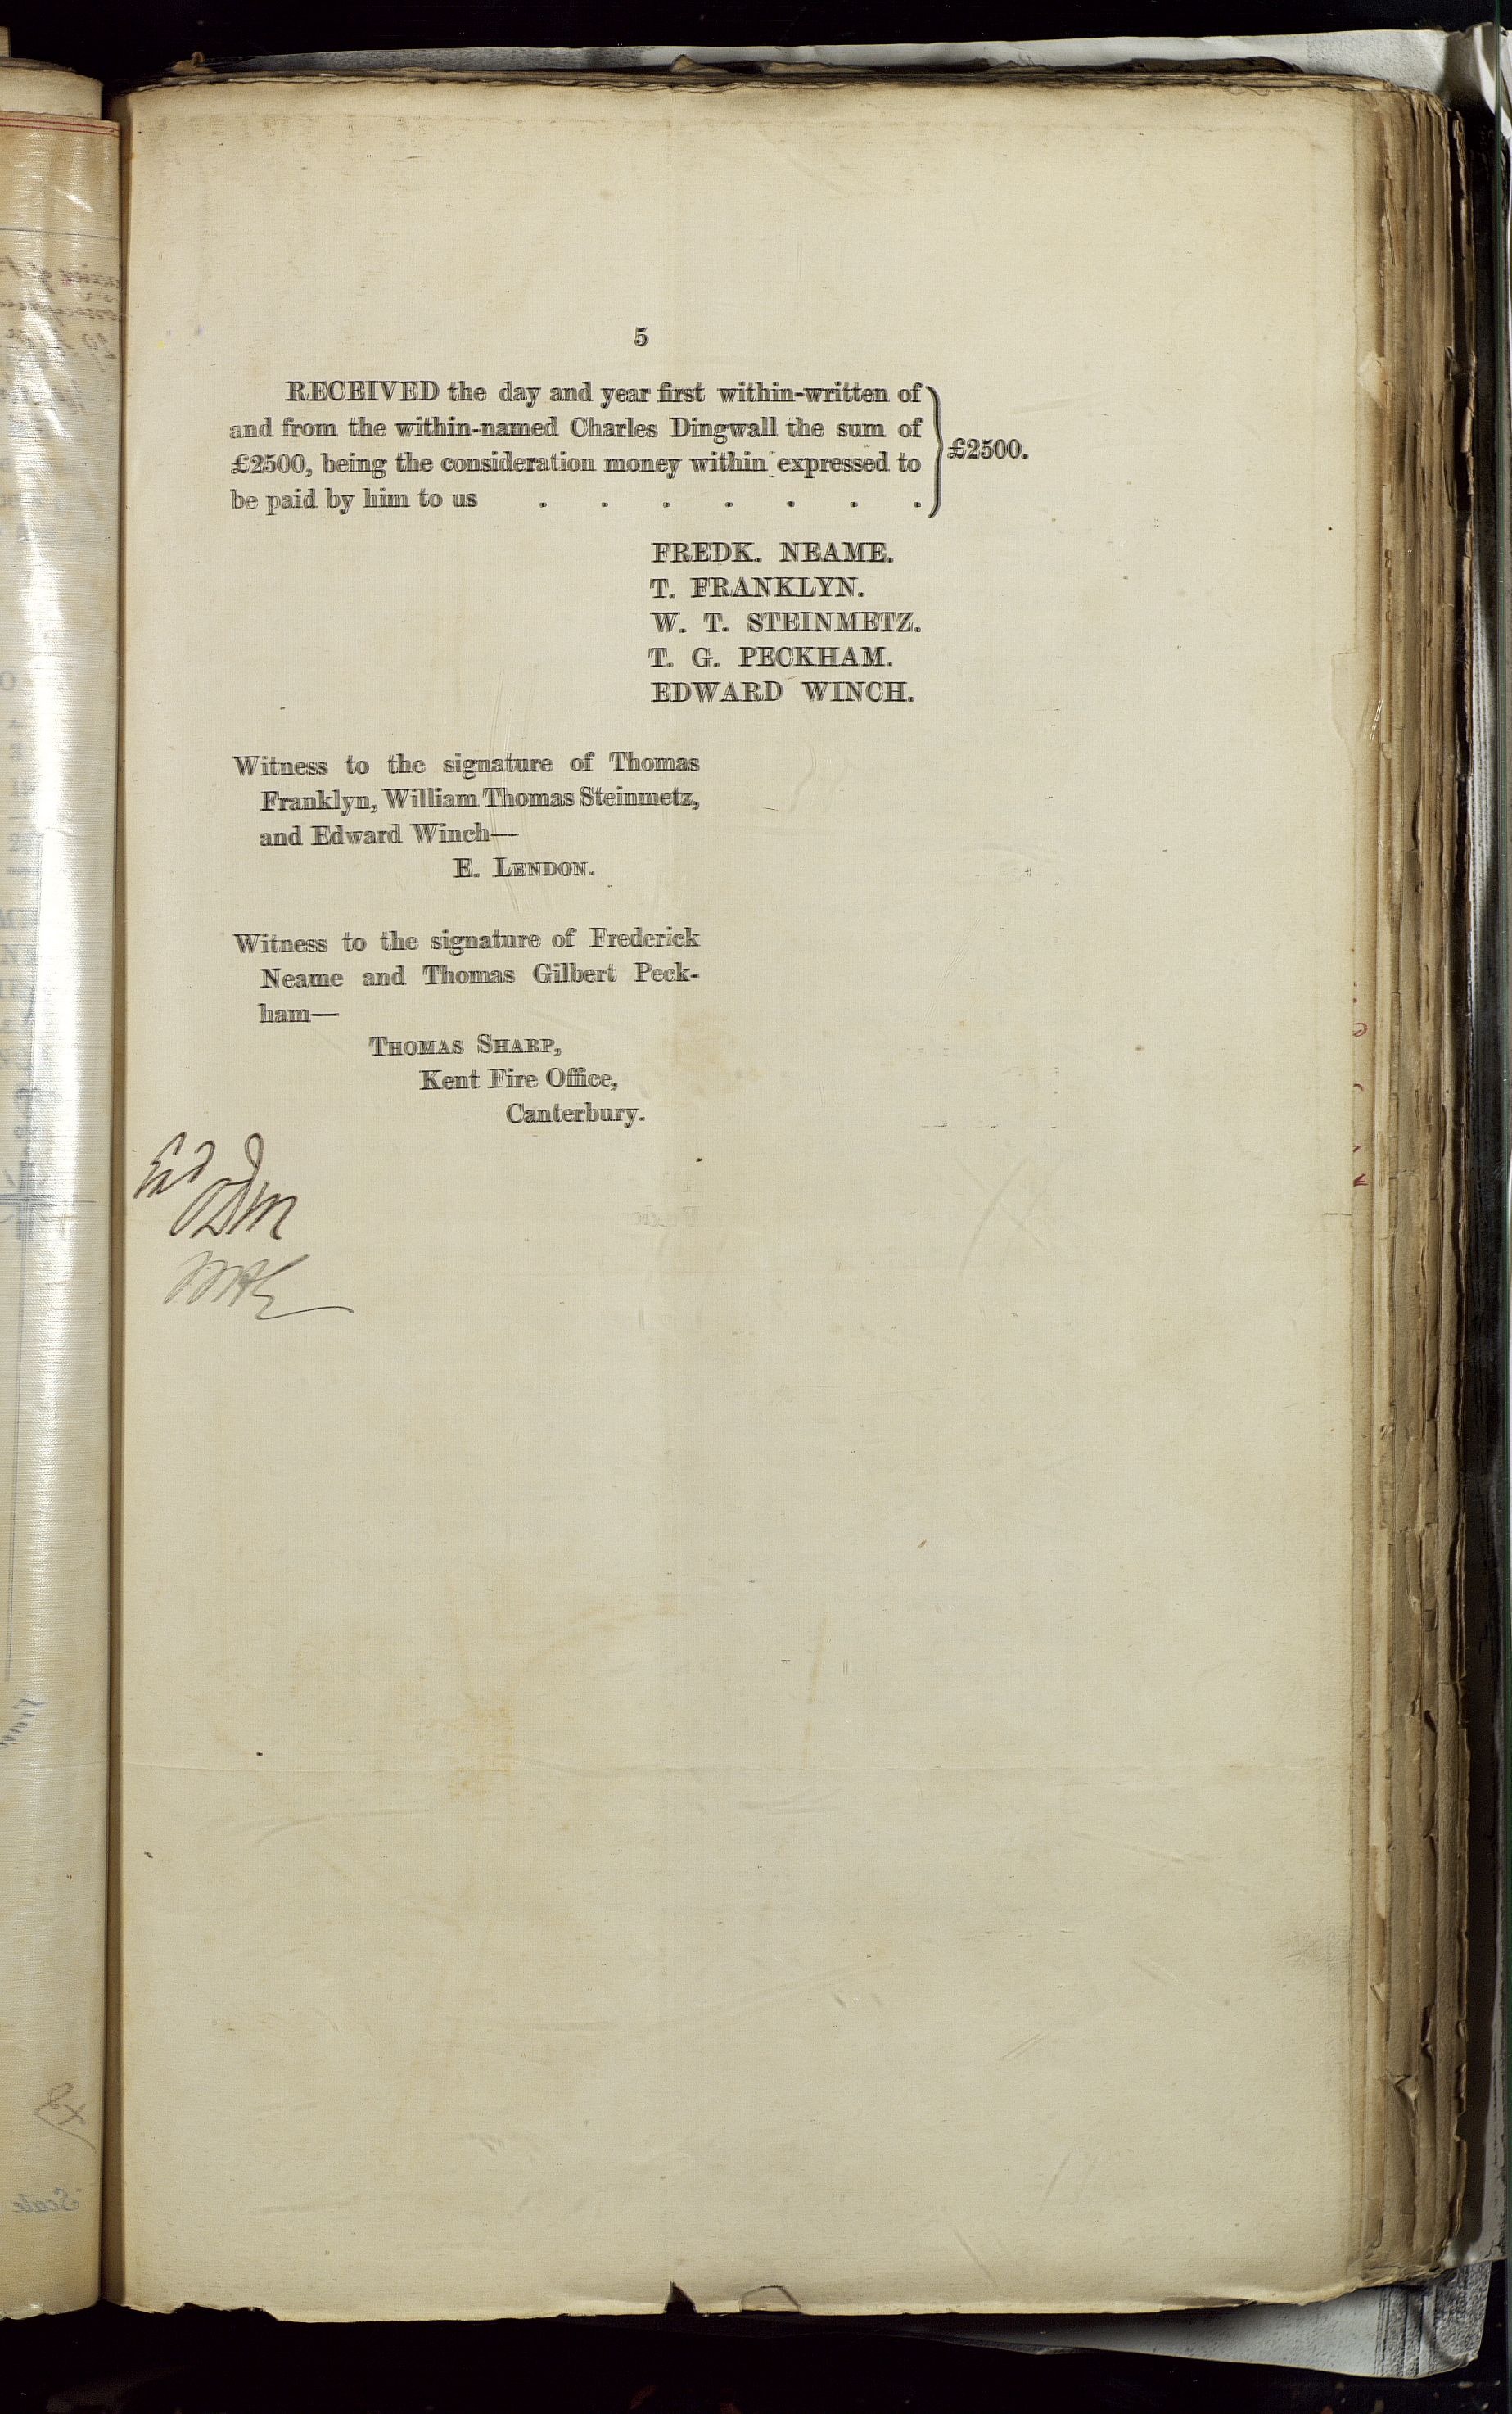 5
RECEIVED the day and year first within-written of
and from the within-named Charles Dingwall the sum of
£2500, being the consideration money within expressed to
be paid by him to us . . . . . . .
£2500.
FREDK. NEAME.
T. FRANKLYN.
W. T. STEINMETZ.
T. G. PECKHAM.
EDWARD WINCH.
Witness to the signature of Thomas
Franklyn, William Thomas Steinmetz,
and Edward Winch—
E. LENDON.
Witness to the signature of Frederick
Neame and Thomas Gilbert Peck-
ham—
THOMAS SHARP,
Kent Fire Office,
Canterbury.